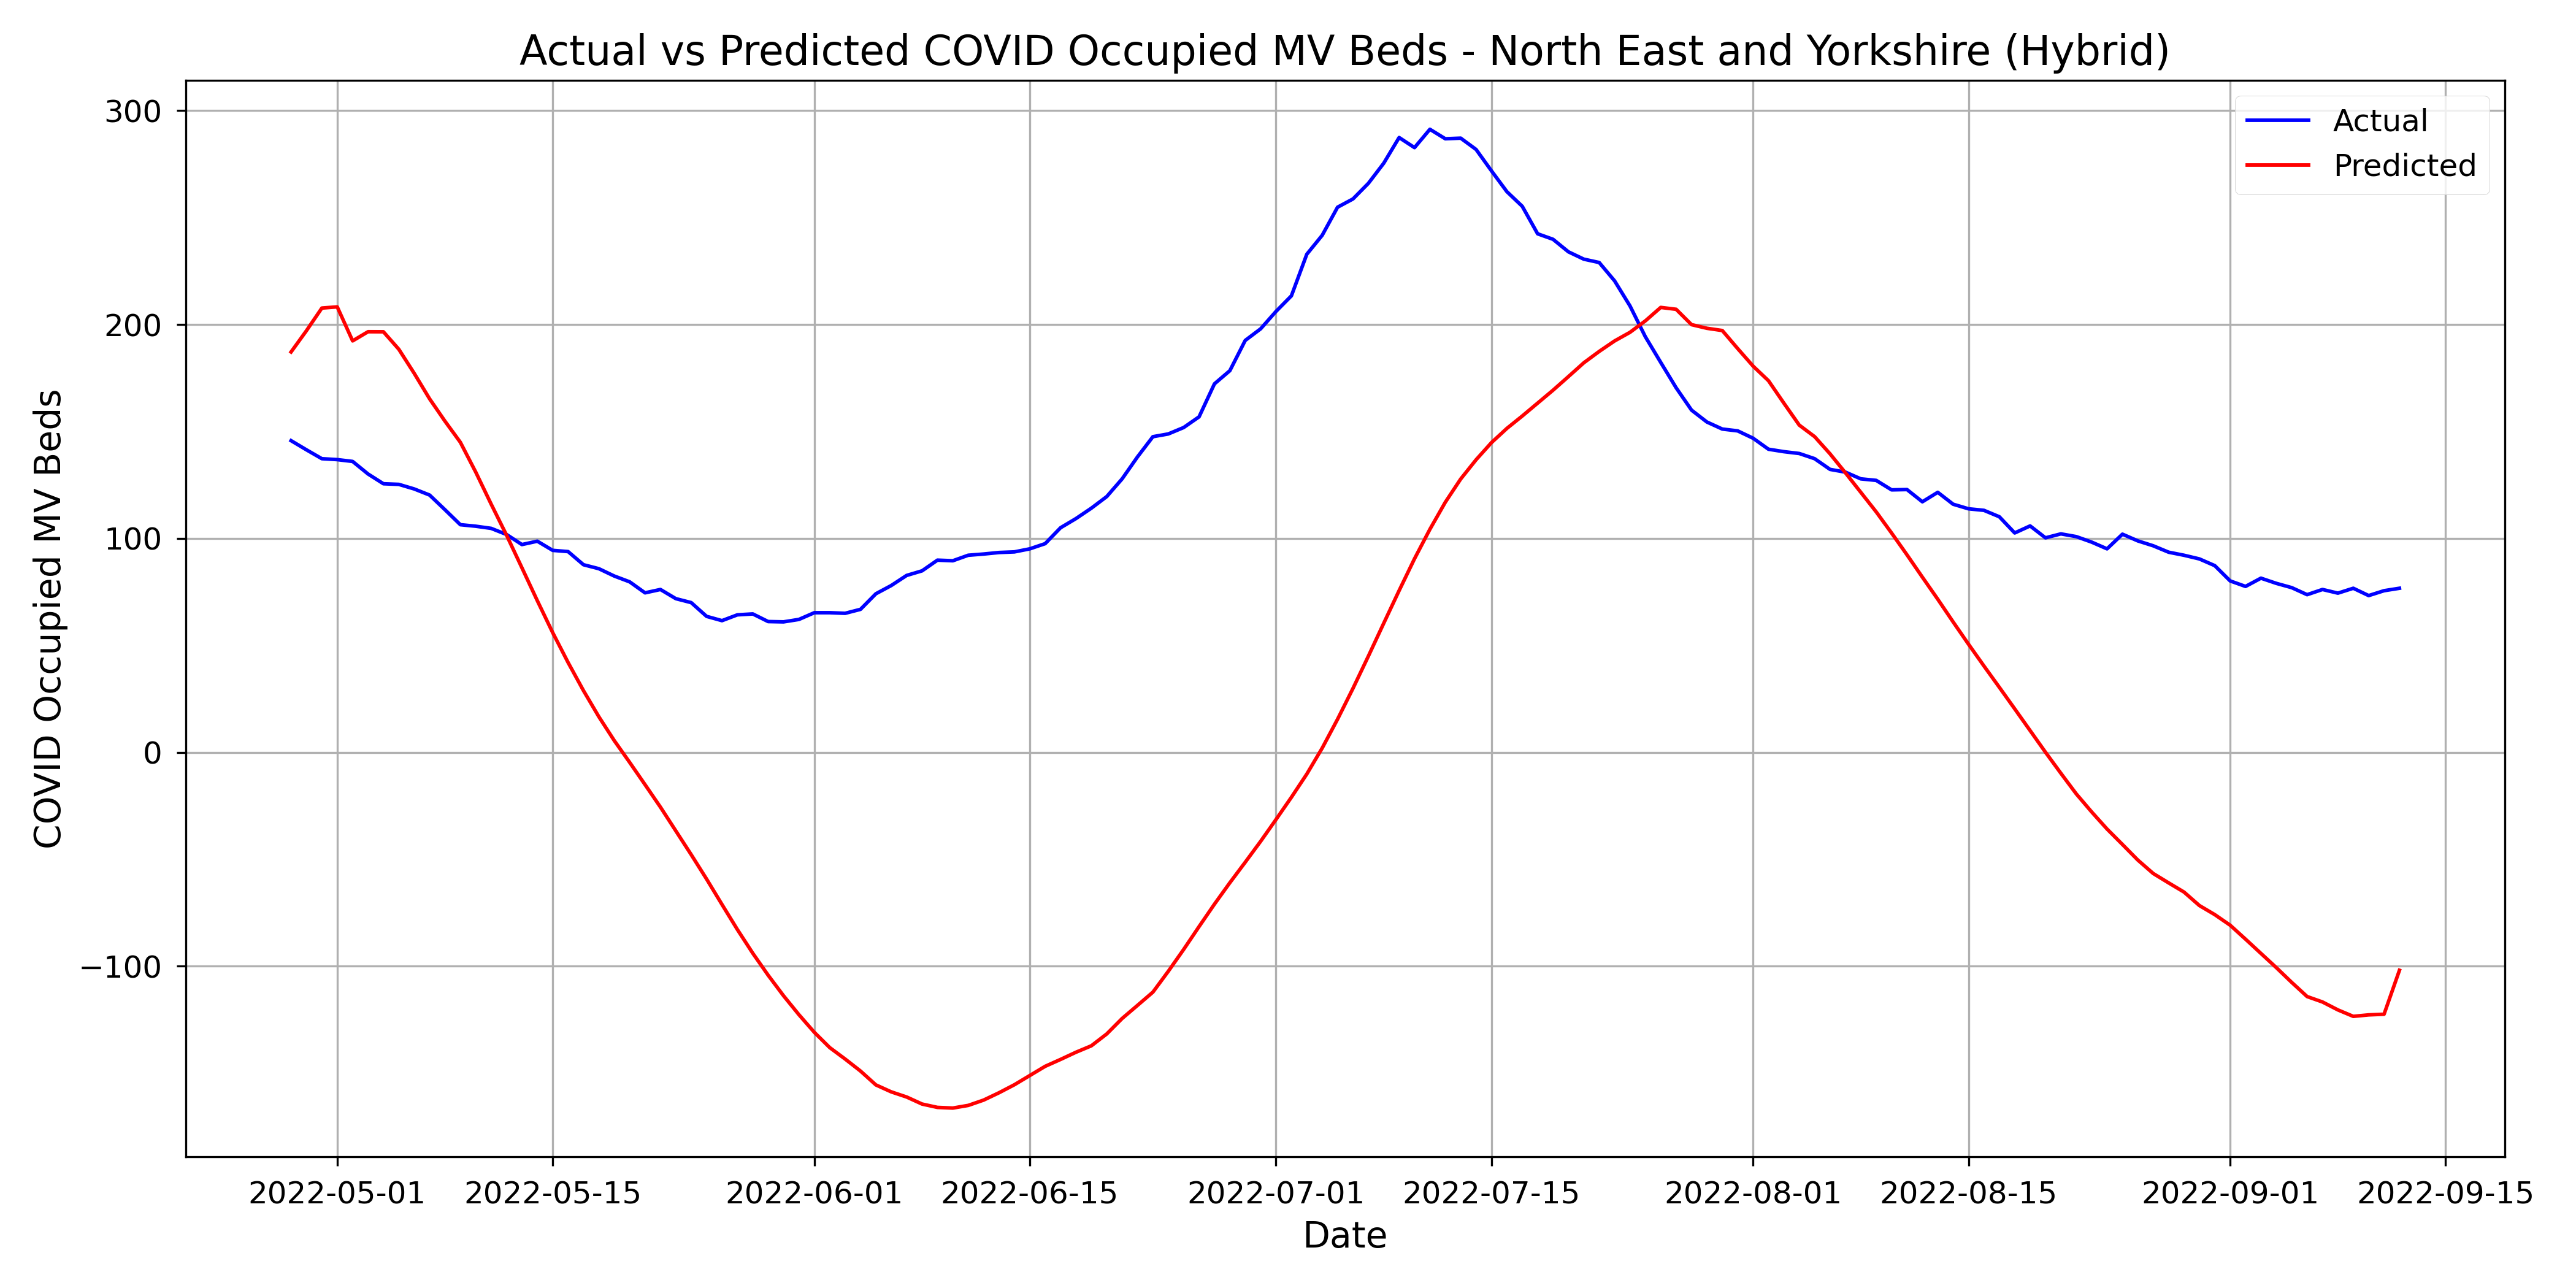 Actual vs Predicted COVID Occupied MV Beds - North East and Yorkshire (Hybrid)
Actual
Predicted
COVID Occupied MV Beds
300
200
100
0
−100
2022-05-01 2022-05-15 2022-06-01 2022-06-15 2022-07-01 2022-07-15 2022-08-01 2022-08-15 2022-09-01 2022-09-15
Date